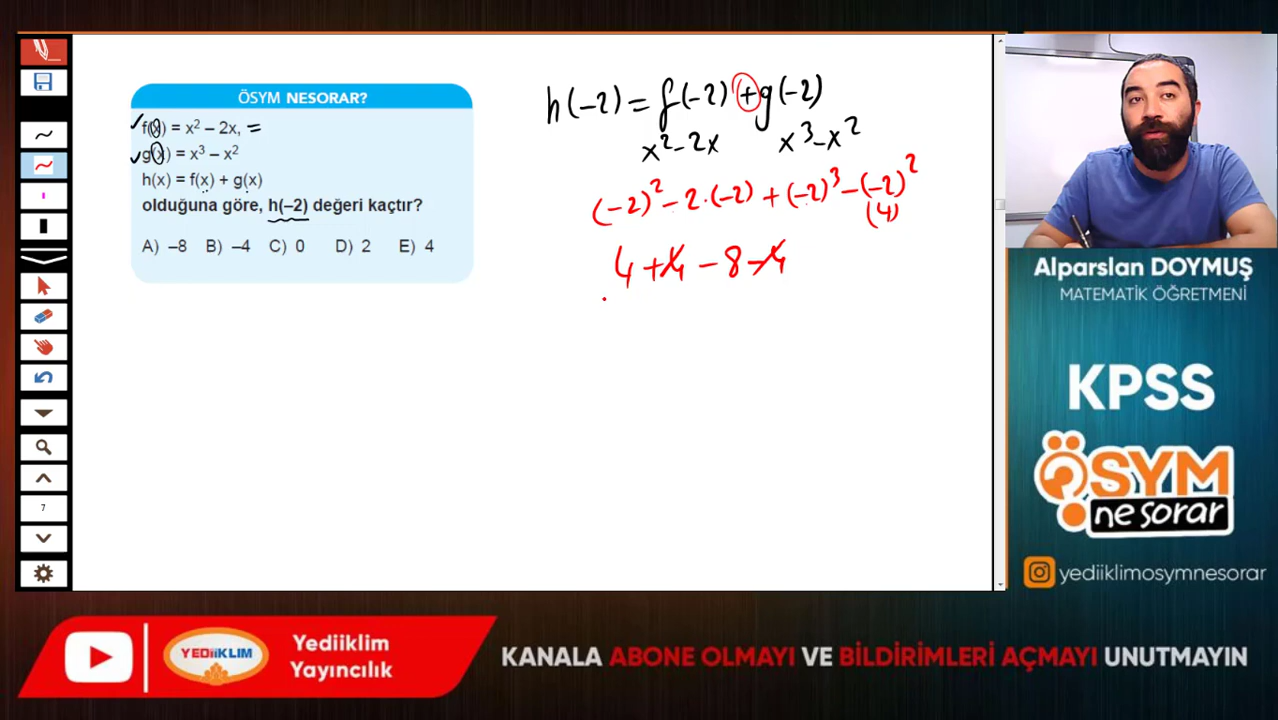 ÖSYM NESORAR?
f(x) = x² – 2x, =
g(x) = x³ – x²
h(x) = f(x) + g(x)
olduğuna göre, h(–2) değeri kaçtır?
A) –8 B) –4 C) 0 D) 2 E) 4
h(-2) = f(-2) + g(-2)
x²-2x x³-x²
(-2)² - 2·(-2) + (-2)³ - (-2)²
(4)
4 + 4 - 8 - 4
7
Alparslan DOYMUŞ
MATEMATİK ÖĞRETMENİ
KPSS
ÖSYM
ne sorar
yediiklimosymnesorar
YEDİİKLİM
Yediiklim
Yayıncılık
KANALA ABONE OLMAYI VE BİLDİRİMLERİ AÇMAYI UNUTMAYIN